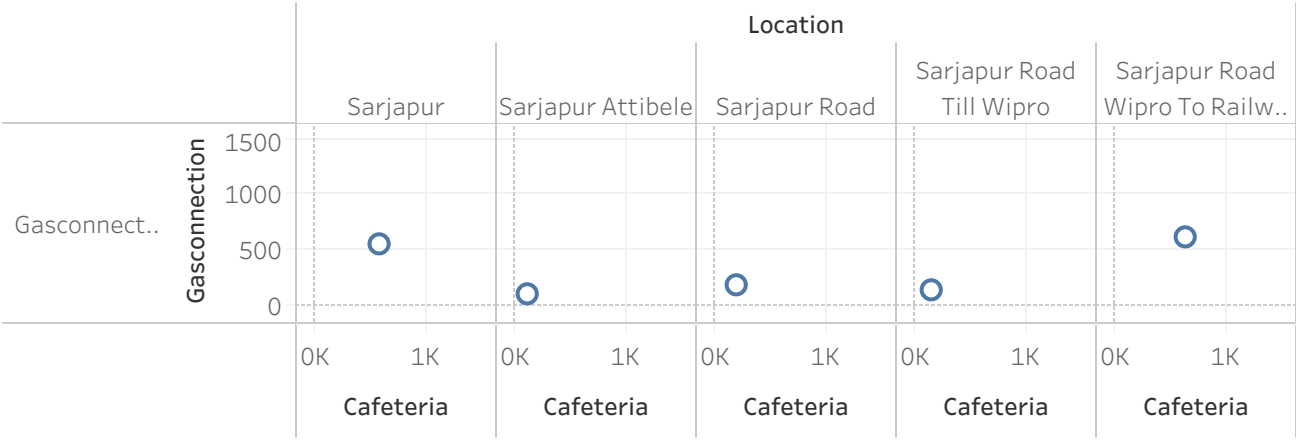 Location
Sarjapur
Sarjapur Attibele
Sarjapur Road
Sarjapur Road
Till Wipro
Sarjapur Road
Wipro To Railw..
Gasconnect..
Gasconnection
1500
1000
500
0
0K 1K 0K 1K 0K 1K 0K 1K 0K 1K
Cafeteria Cafeteria Cafeteria Cafeteria Cafeteria